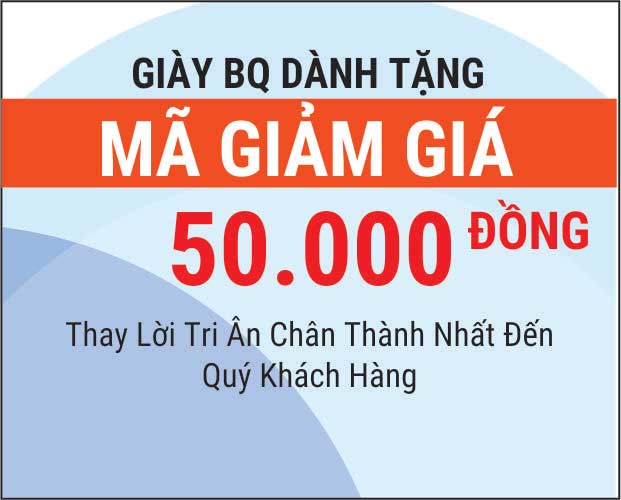 GIÀY BQ DÀNH TẶNG
MÃ GIẢM GIÁ
50.000 ĐỒNG
Thay Lời Tri Ân Chân Thành Nhất Đến
Quý Khách Hàng